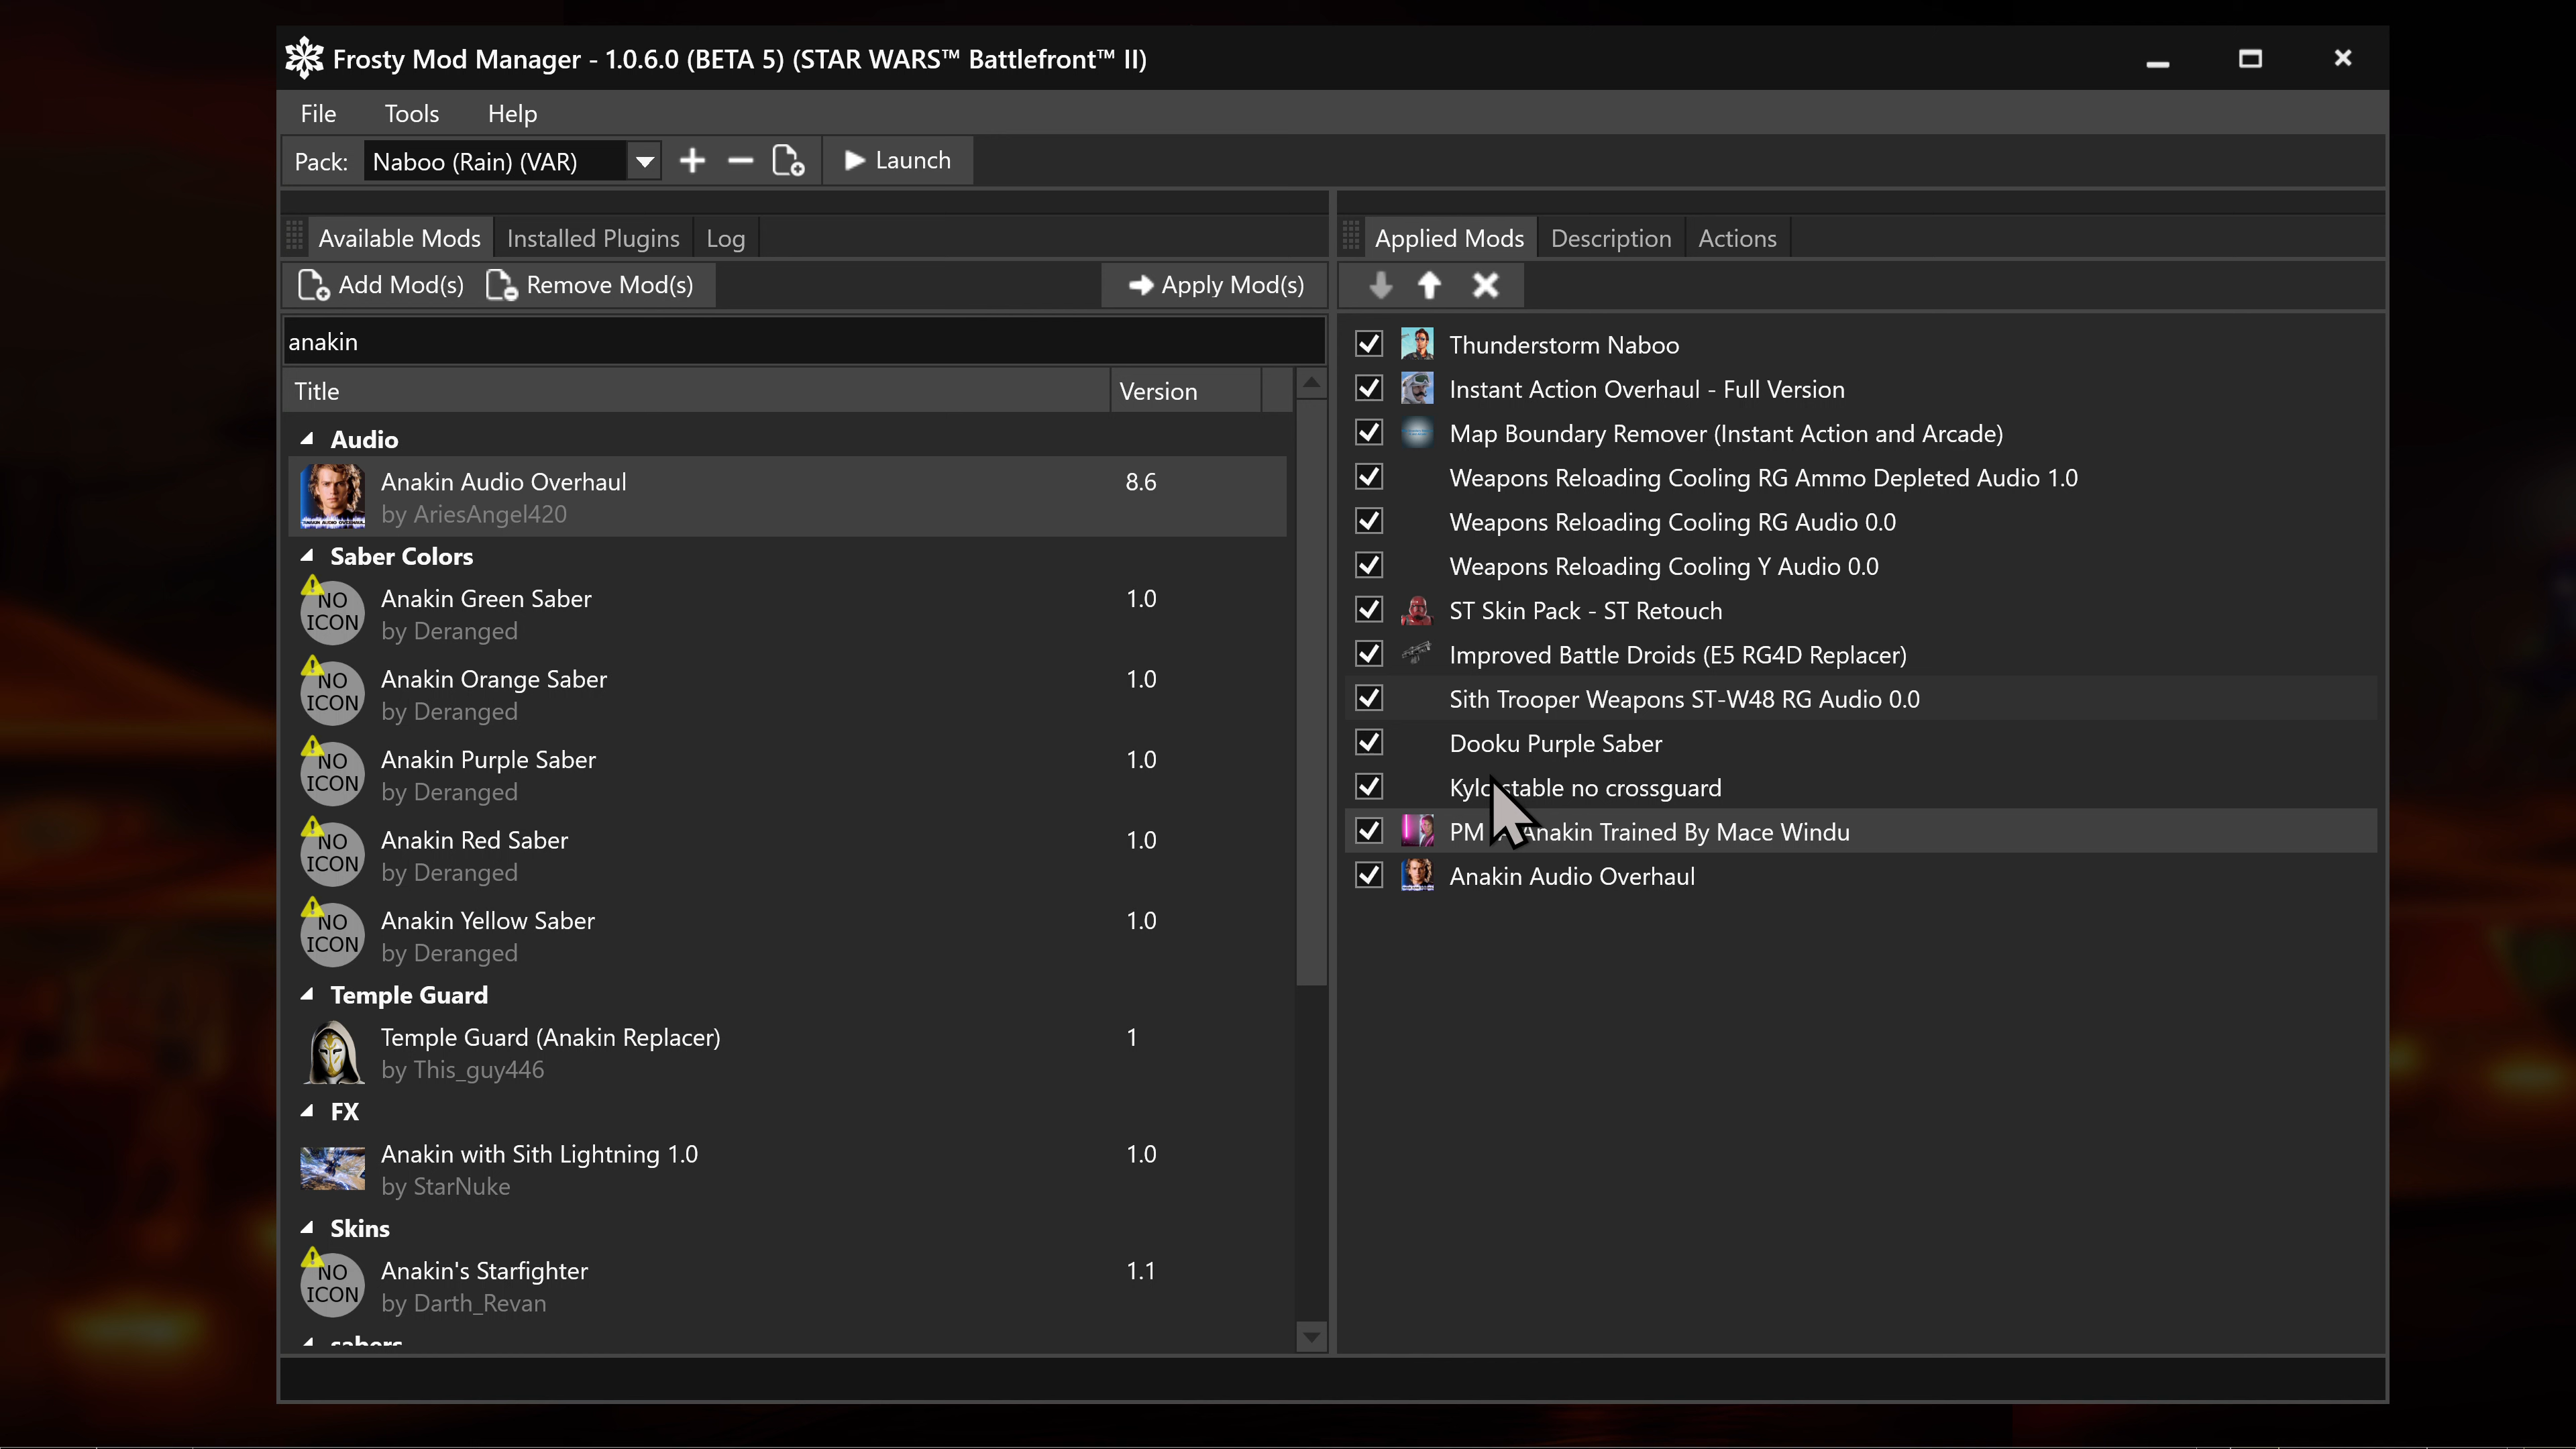 Frosty Mod Manager - 1.0.6.0 (BETA 5) (STAR WARS™ Battlefront™ II)
File Tools Help
Pack: Naboo (Rain) (VAR) Launch
Available Mods Installed Plugins Log
Add Mod(s) Remove Mod(s) Apply Mod(s)
anakin
Title Version
Audio
Anakin Audio Overhaul 8.6
by AriesAngel420
Saber Colors
NO ICON
Anakin Green Saber 1.0
by Deranged
NO ICON
Anakin Orange Saber 1.0
by Deranged
NO ICON
Anakin Purple Saber 1.0
by Deranged
NO ICON
Anakin Red Saber 1.0
by Deranged
NO ICON
Anakin Yellow Saber 1.0
by Deranged
Temple Guard
Temple Guard (Anakin Replacer) 1
by This_guy446
FX
Anakin with Sith Lightning 1.0 1.0
by StarNuke
Skins
NO ICON
Anakin's Starfighter 1.1
by Darth_Revan
sabers
Applied Mods Description Actions
Thunderstorm Naboo
Instant Action Overhaul - Full Version
Map Boundary Remover (Instant Action and Arcade)
Weapons Reloading Cooling RG Ammo Depleted Audio 1.0
Weapons Reloading Cooling RG Audio 0.0
Weapons Reloading Cooling Y Audio 0.0
ST Skin Pack - ST Retouch
Improved Battle Droids (E5 RG4D Replacer)
Sith Trooper Weapons ST-W48 RG Audio 0.0
Dooku Purple Saber
Kylo stable no crossguard
PM Anakin Trained By Mace Windu
Anakin Audio Overhaul